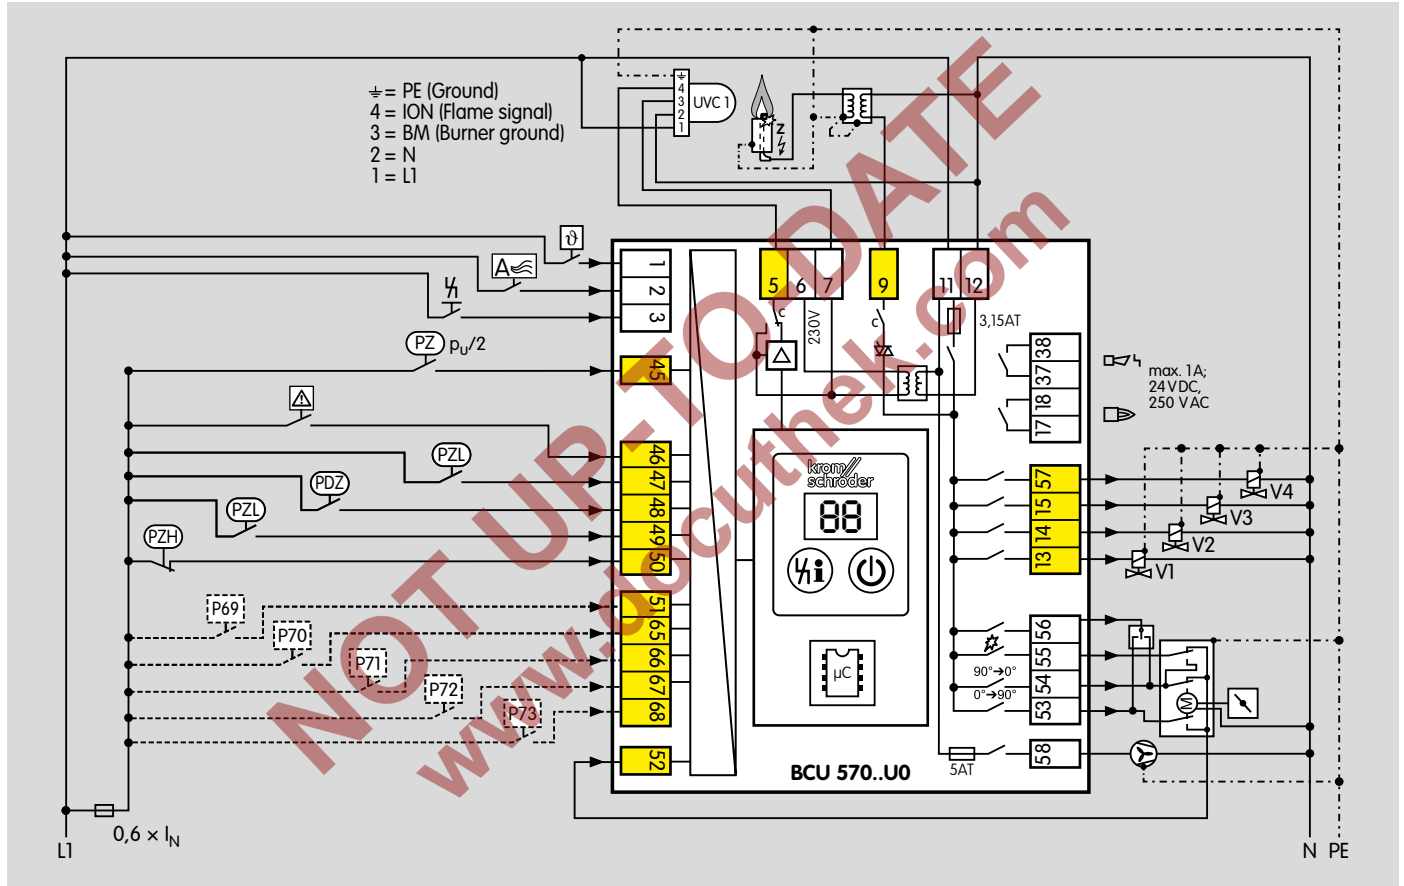 ⏚ = PE (Ground)
4 = ION (Flame signal)
3 = BM (Burner ground)
2 = N
1 = L1
4
3
2
1
UVC 1
Z
ϑ
A
PZ
pu/2
PZL
PDZ
PZL
PZH
P69
P70
P71
P72
P73
0,6 × IN
L1
1
2
3
45
46
47
48
49
50
51
65
66
67
68
52
5
6
7
9
11
12
c
230V
c
3,15AT
38
37
18
17
max. 1A;
24 V DC,
250 V AC
57
15
14
13
V4
V3
V2
V1
56
55
54
53
58
90°→0°
0°→90°
5AT
M
krom//
schröder
88
i
µC
BCU 570..U0
N
PE
NOT UP-TO-DATE
www.docuthek.com